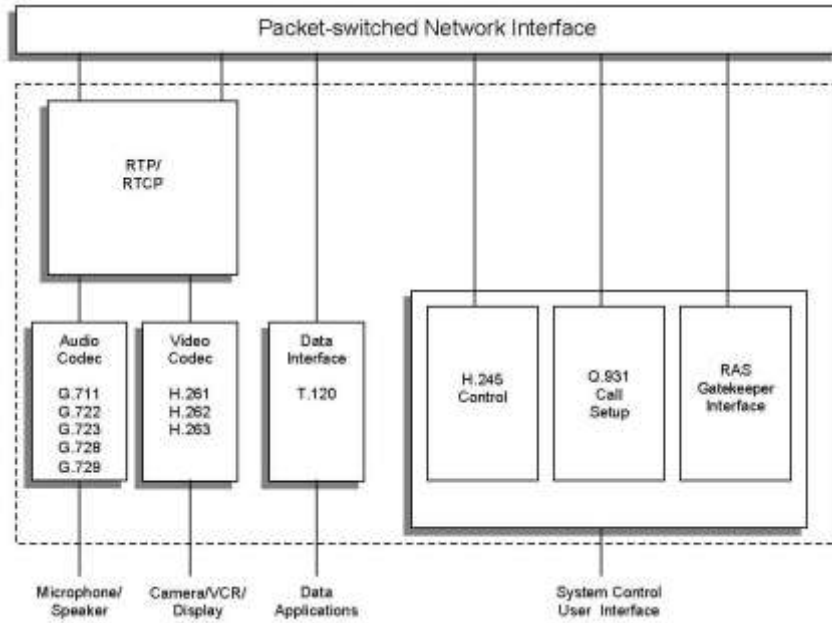 Packet-switched Network Interface
RTP/
RTCP
Audio
Codec
G.711
G.722
G.723
G.728
G.729
Video
Codec
H.261
H.262
H.263
Data
Interface
T.120
H.245
Control
Q.931
Call
Setup
RAS
Gatekeeper
Interface
Microphone/
Speaker
Camera/VCR/
Display
Data
Applications
System Control
User Interface